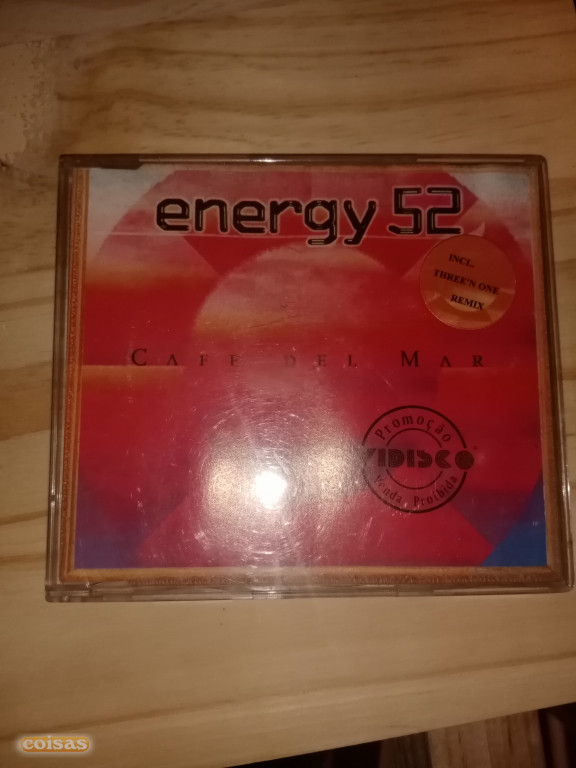 energy 52
INCL.
THREE'N ONE
REMIX
CAFE DEL MAR
Promoção
VIDISCO
Venda Proibida
coisas